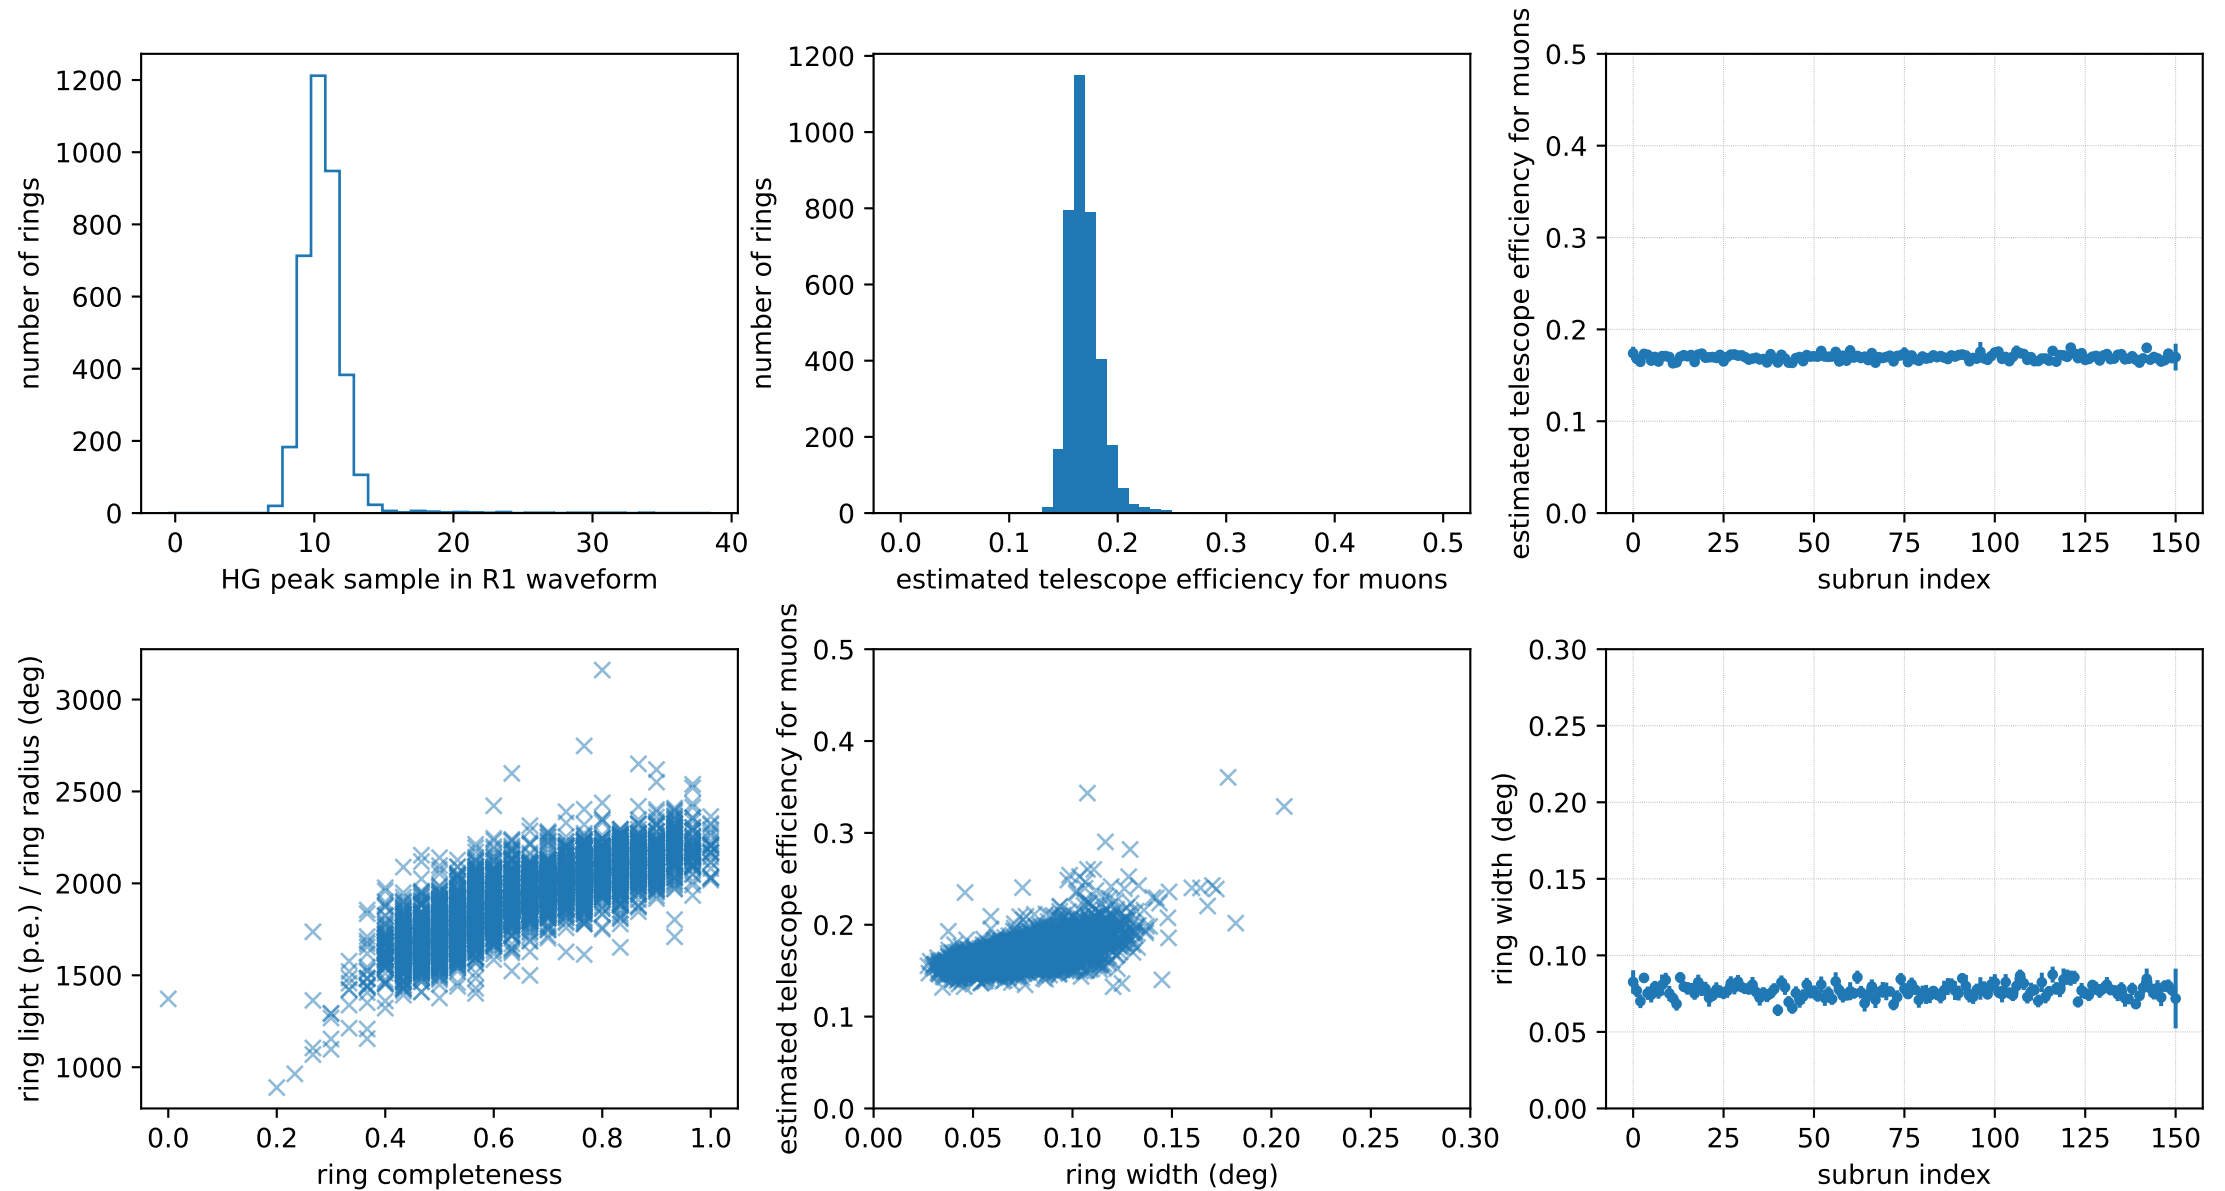 number of rings
1200
1000
800
600
400
200
0
0 10 20 30 40
HG peak sample in R1 waveform
number of rings
1200
1000
800
600
400
200
0
0.0 0.1 0.2 0.3 0.4 0.5
estimated telescope efficiency for muons
estimated telescope efficiency for muons
0.5
0.4
0.3
0.2
0.1
0.0
0 25 50 75 100 125 150
subrun index
ring light (p.e.) / ring radius (deg)
3000
2500
2000
1500
1000
0.0 0.2 0.4 0.6 0.8 1.0
ring completeness
estimated telescope efficiency for muons
0.5
0.4
0.3
0.2
0.1
0.0
0.00 0.05 0.10 0.15 0.20 0.25 0.30
ring width (deg)
ring width (deg)
0.30
0.25
0.20
0.15
0.10
0.05
0.00
0 25 50 75 100 125 150
subrun index